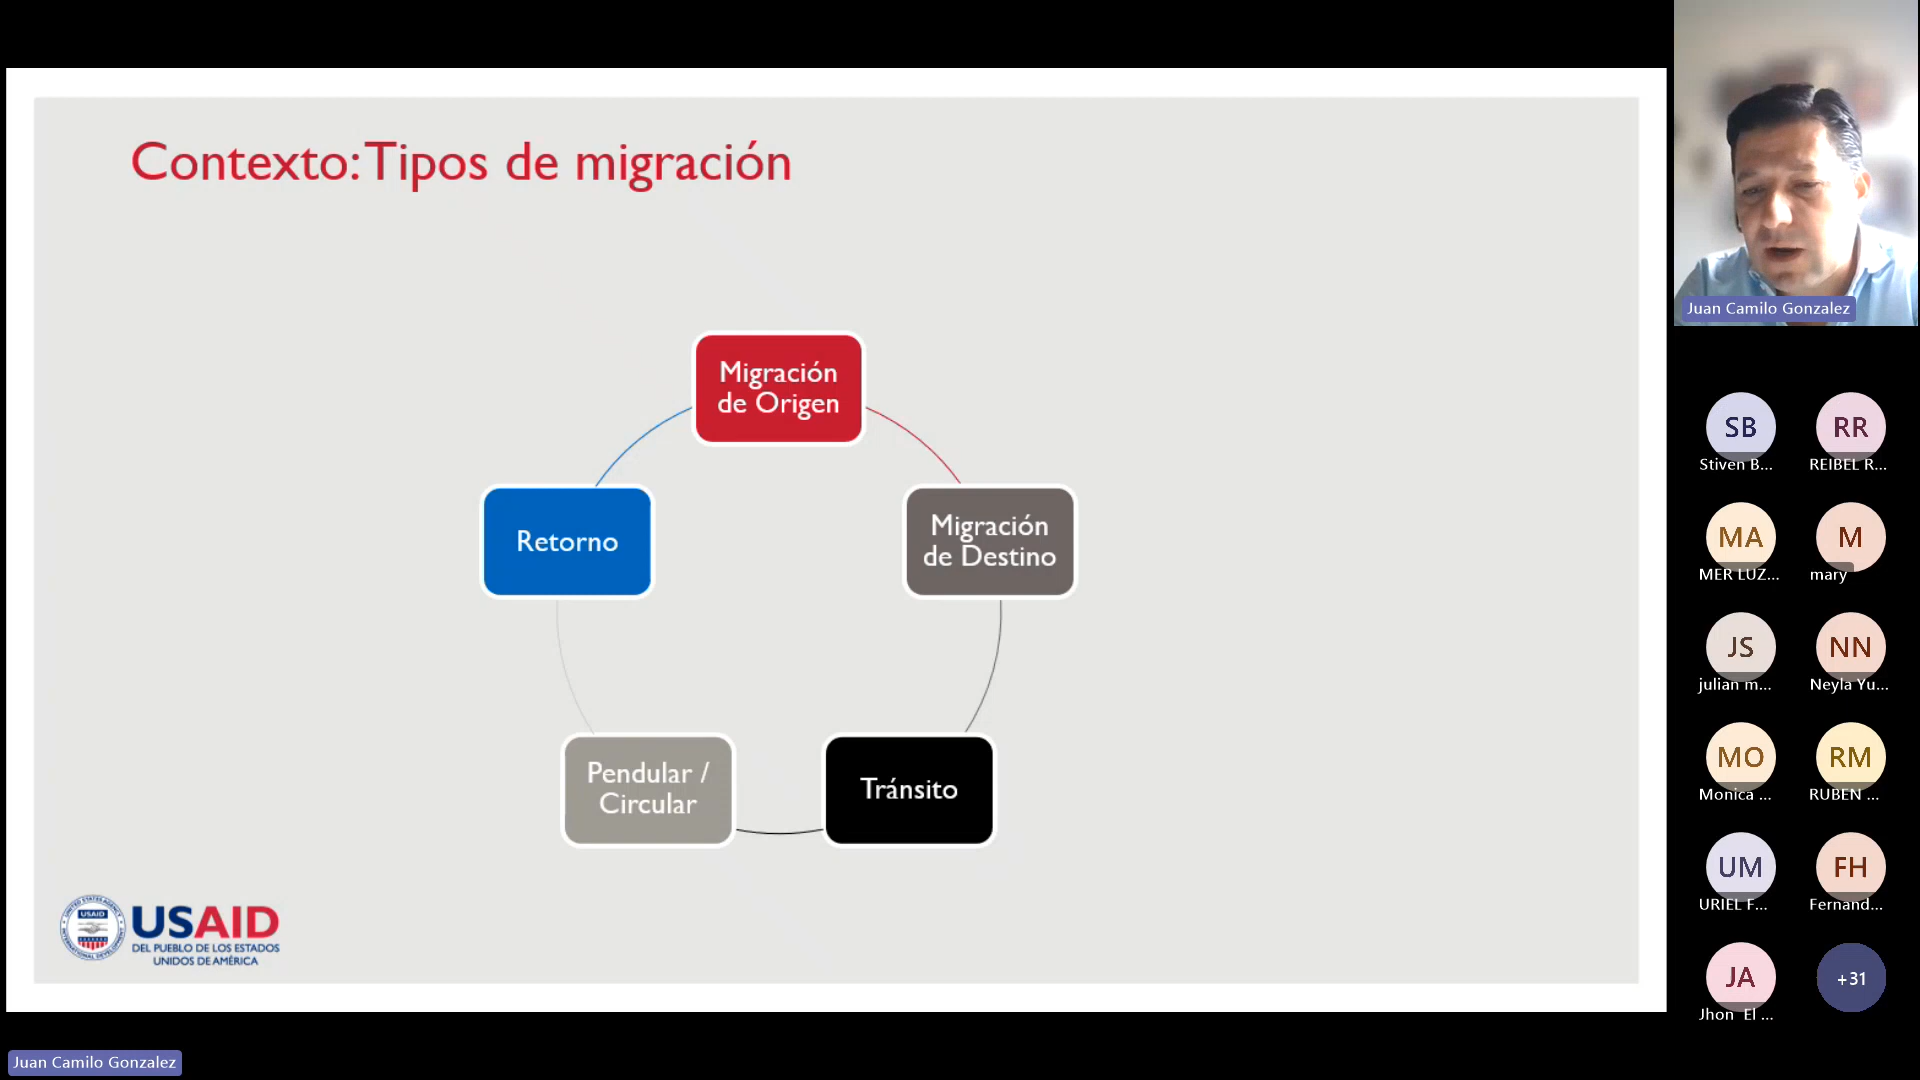 Contexto: Tipos de migración
Migración
de Origen
Retorno
Migración
de Destino
Pendular /
Circular
Tránsito
USAID
USAID
DEL PUEBLO DE LOS ESTADOS
UNIDOS DE AMÉRICA
Juan Camilo Gonzalez
SB
Stiven B...
RR
REIBEL R...
MA
MER LUZ...
M
mary
JS
julian m...
NN
Neyla Yu...
MO
Monica ...
RM
RUBEN ...
UM
URIEL F...
FH
Fernand...
JA
Jhon El ...
+31
Juan Camilo Gonzalez